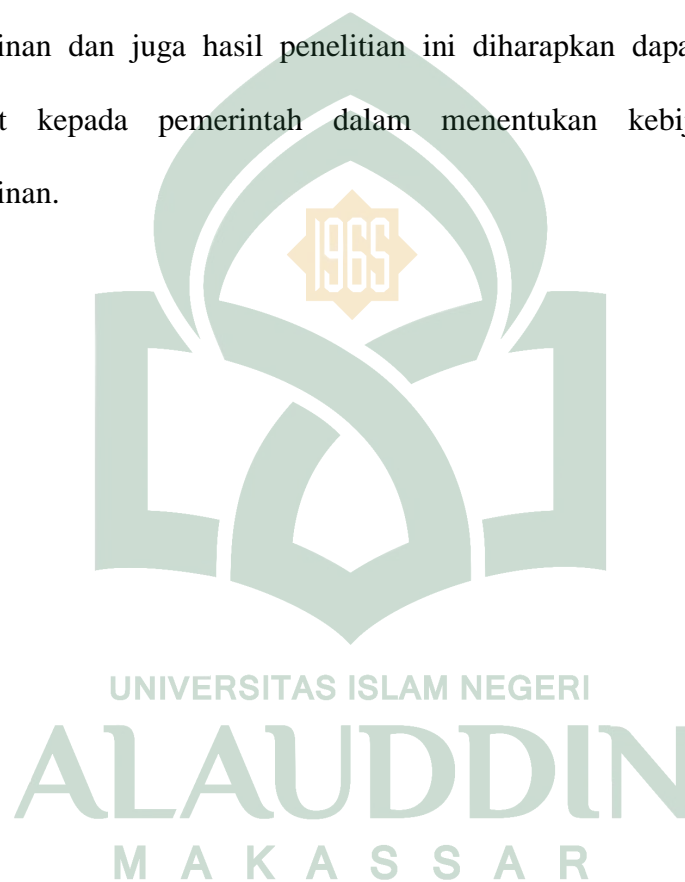 inan dan juga hasil penelitian ini diharapkan dapa
t kepada pemerintah dalam menentukan kebij
inan.
1965
UNIVERSITAS ISLAM NEGERI
ALAUDDIN
MAKASSAR